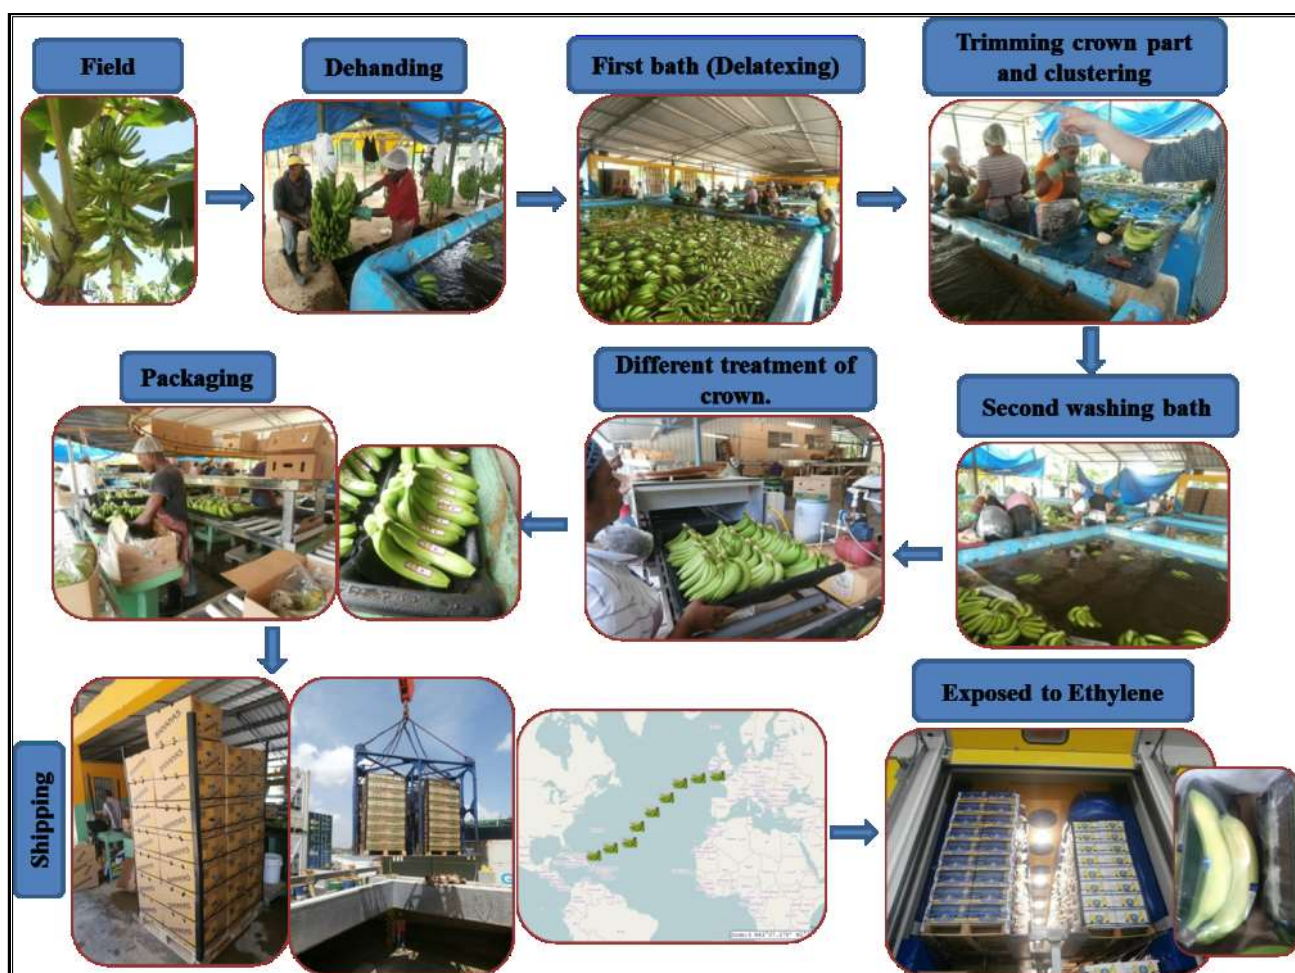 Field
Dehanding
First bath (Delatexing)
Trimming crown part
and clustering
Second washing bath
Different treatment of
crown.
Packaging
Shipping
BANANAS
Exposed to Ethylene